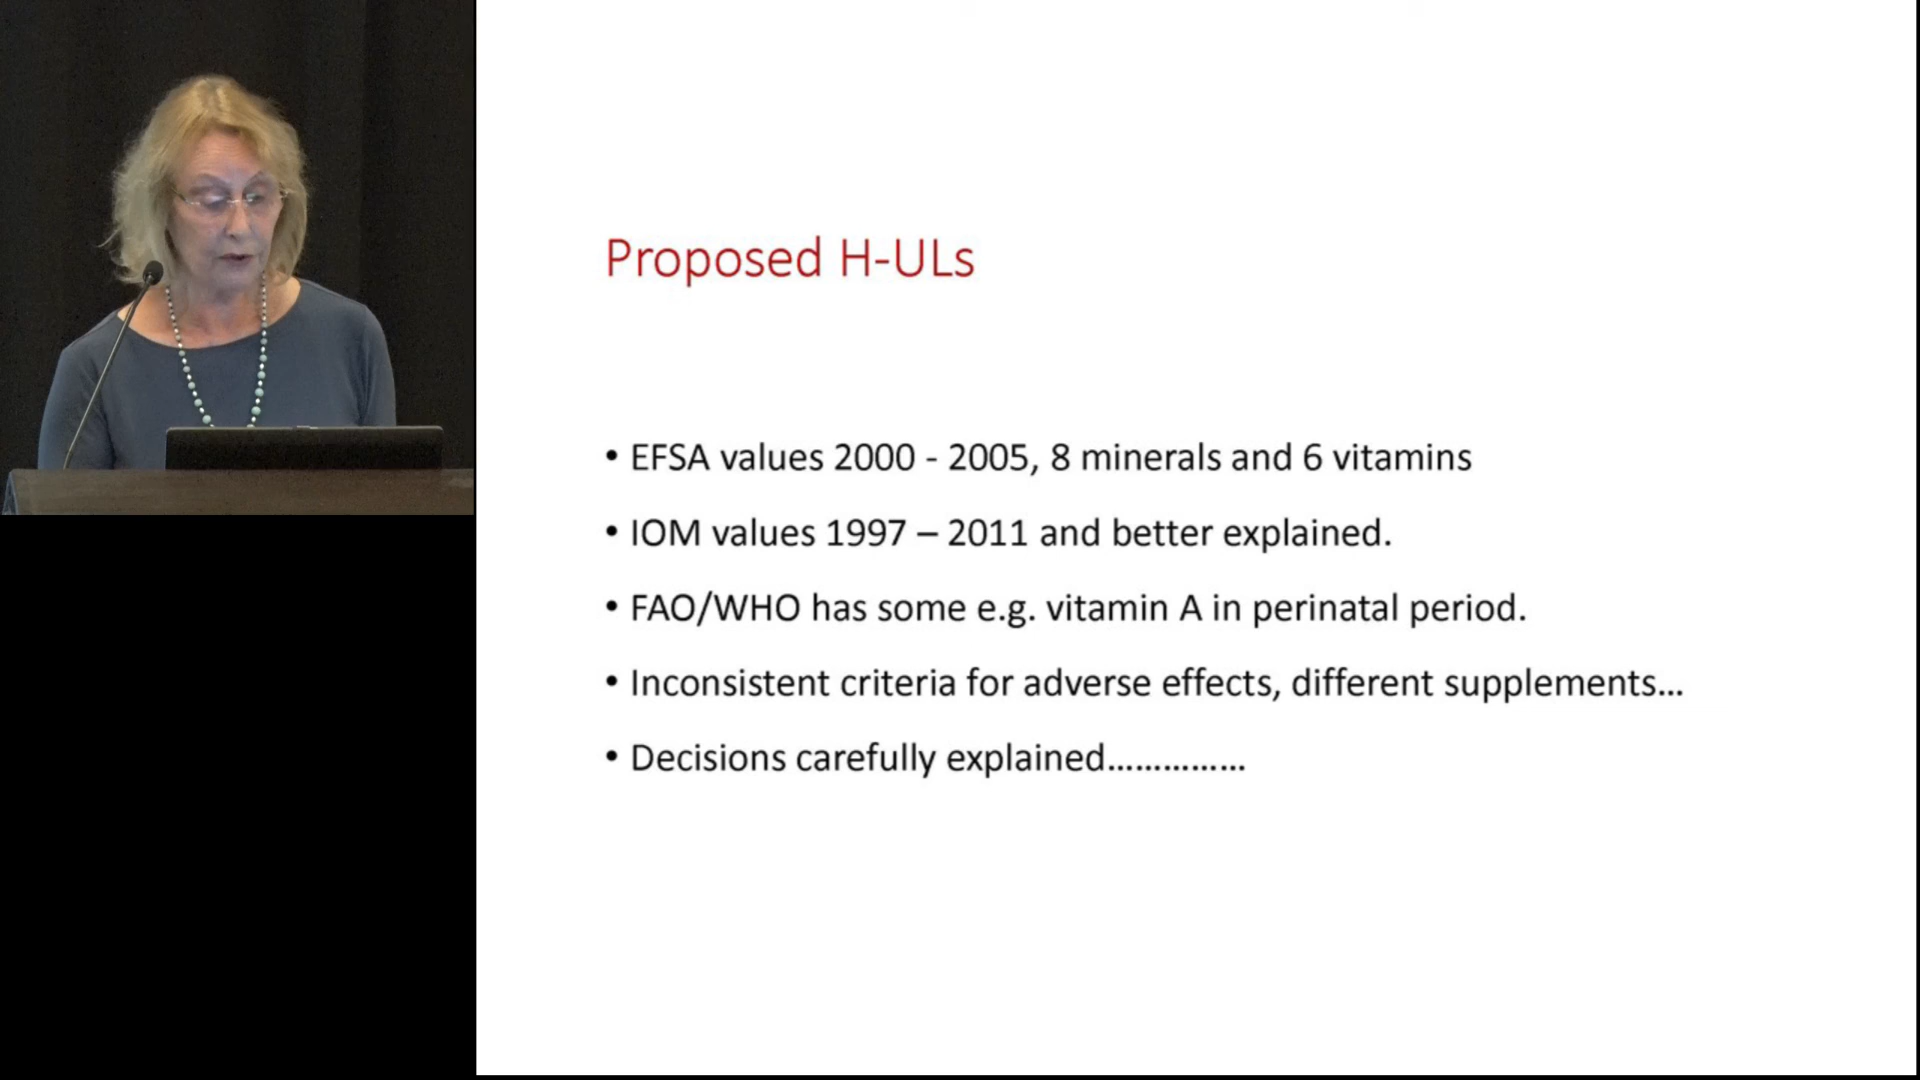 Proposed H-ULs
• EFSA values 2000 - 2005, 8 minerals and 6 vitamins
• IOM values 1997 – 2011 and better explained.
• FAO/WHO has some e.g. vitamin A in perinatal period.
• Inconsistent criteria for adverse effects, different supplements...
• Decisions carefully explained...............